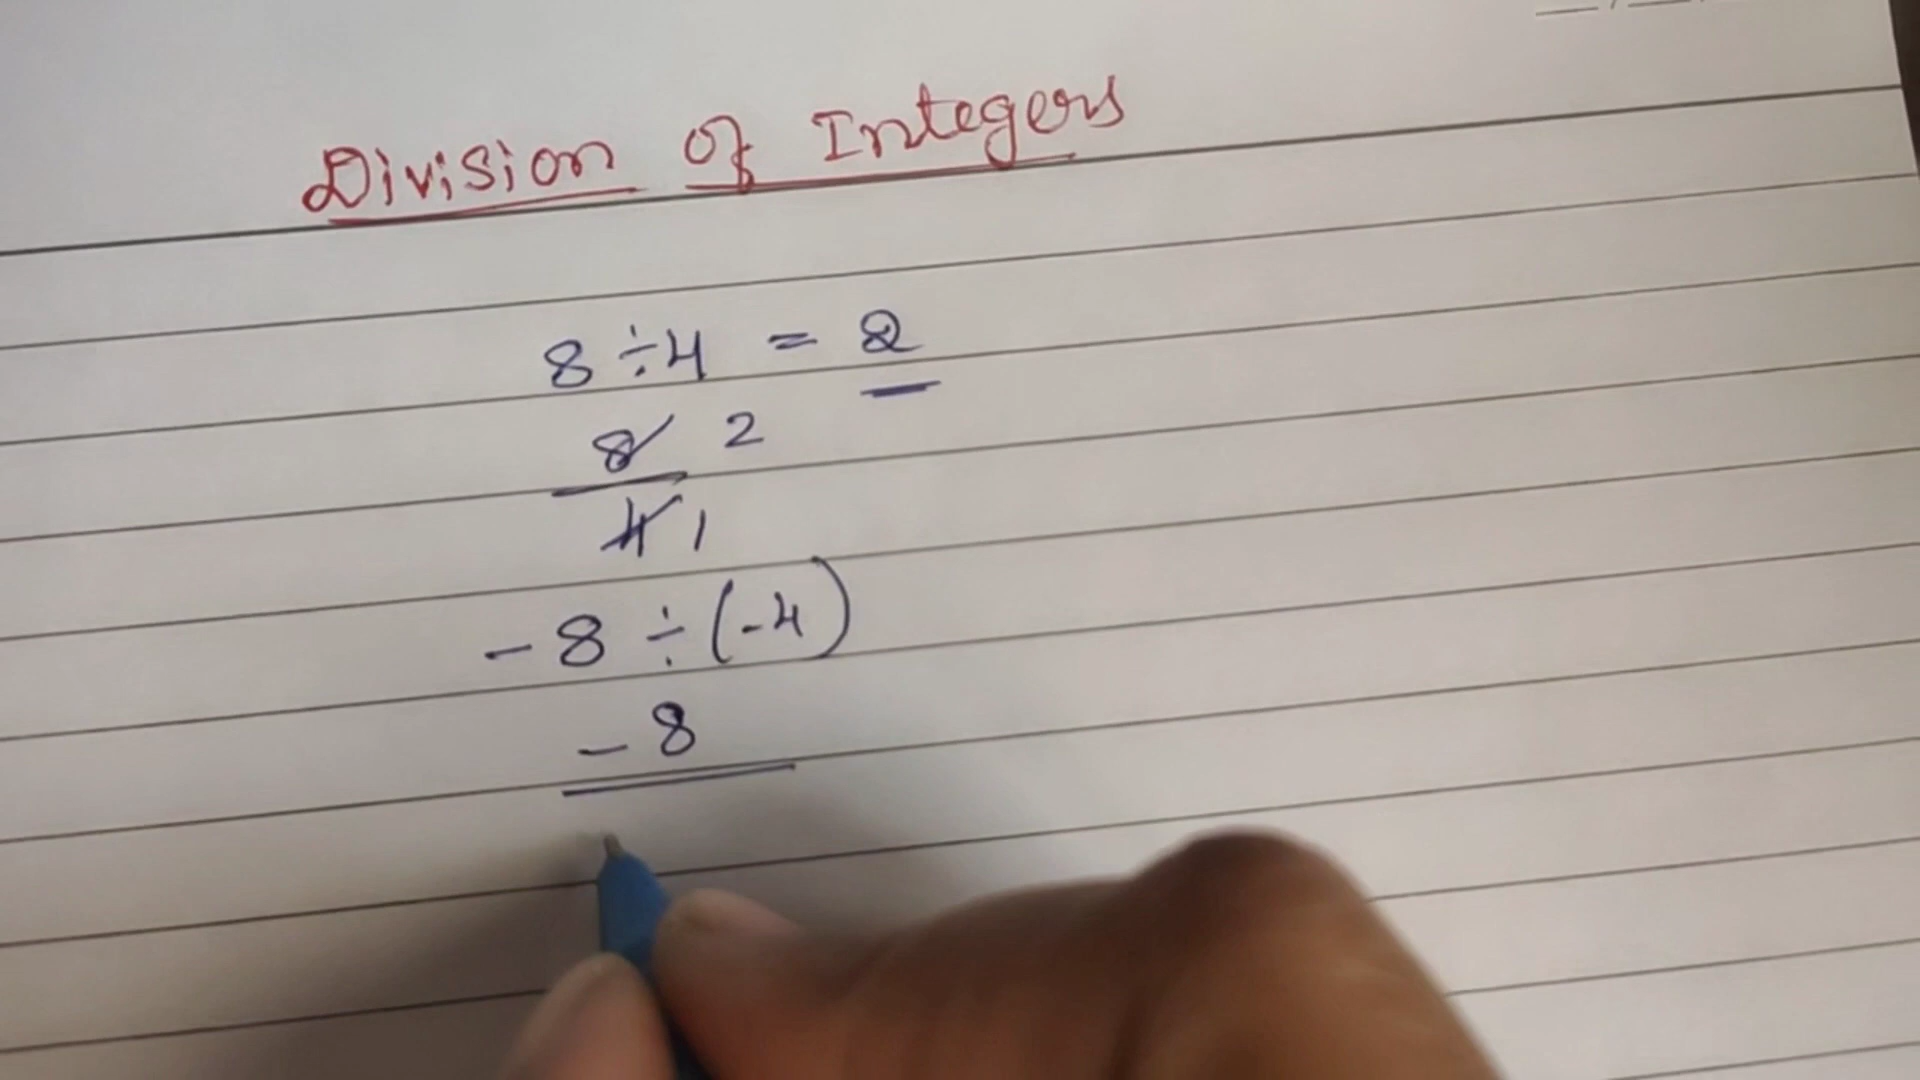 Division of Integers
8 ÷ 4 = 2
8 2
4 1
- 8 ÷ (-4)
- 8